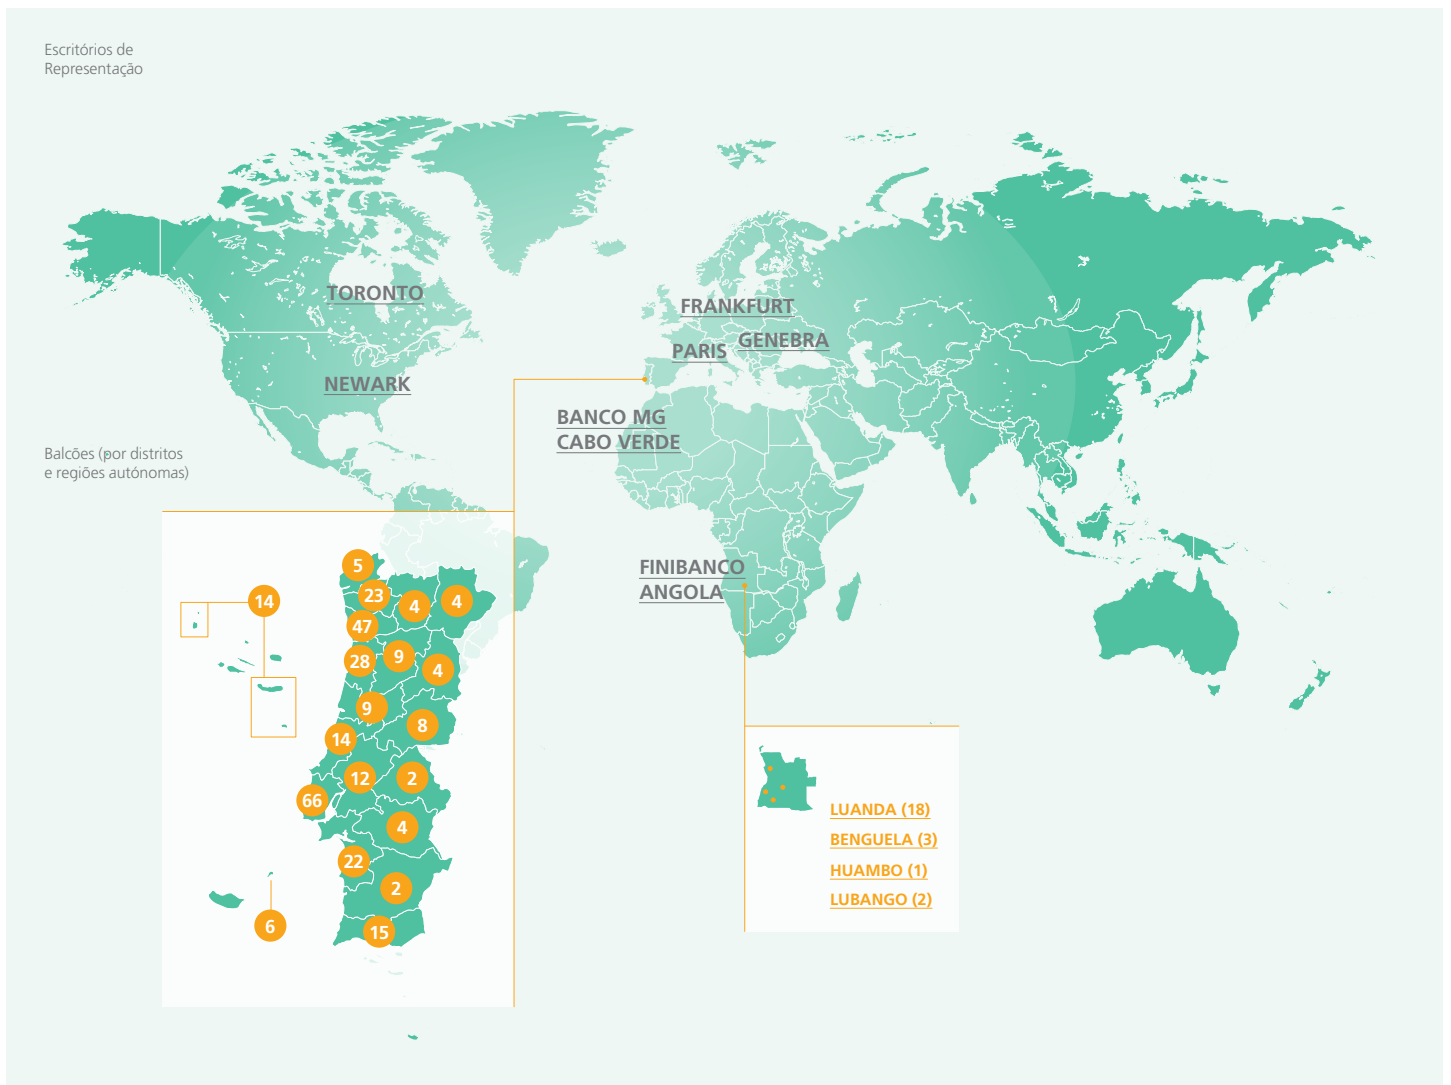 Escritórios de
Representação
TORONTO
NEWARK
FRANKFURT
GENEBRA
PARIS
BANCO MG
CABO VERDE
FINIBANCO
ANGOLA
Balcões (por distritos
e regiões autónomas)
5
23
4
4
14
47
28
9
4
9
8
14
12
2
66
4
22
2
6
15
LUANDA (18)
BENGUELA (3)
HUAMBO (1)
LUBANGO (2)